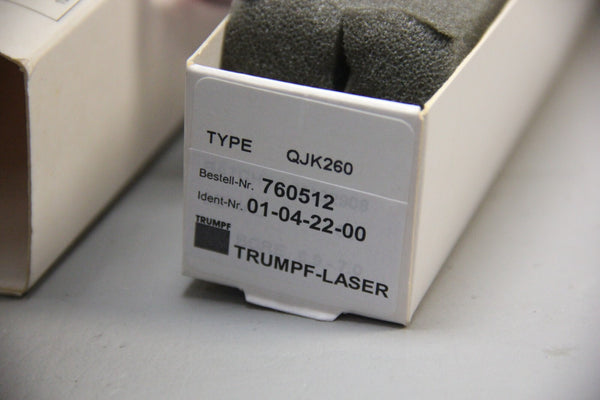 TYPE QJK260
Bestell-Nr. 760512
Ident-Nr. 01-04-22-00
TRUMPF
TRUMPF-LASER